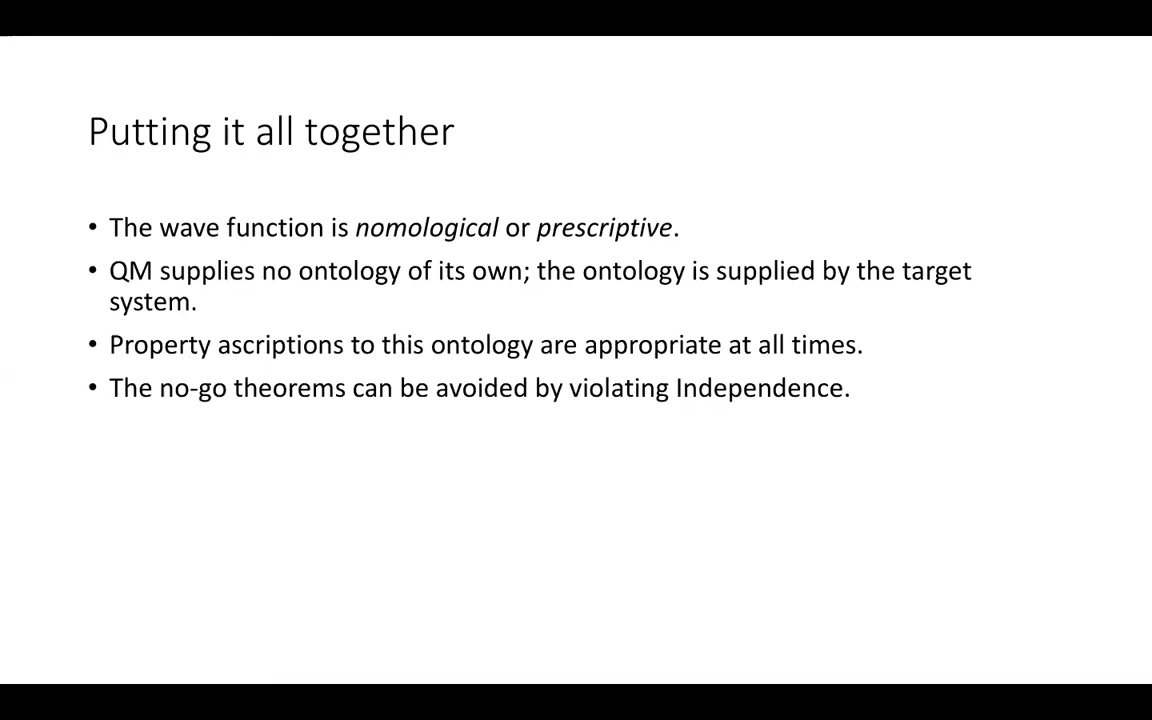 Putting it all together
• The wave function is nomological or prescriptive.
• QM supplies no ontology of its own; the ontology is supplied by the target
system.
• Property ascriptions to this ontology are appropriate at all times.
• The no-go theorems can be avoided by violating Independence.